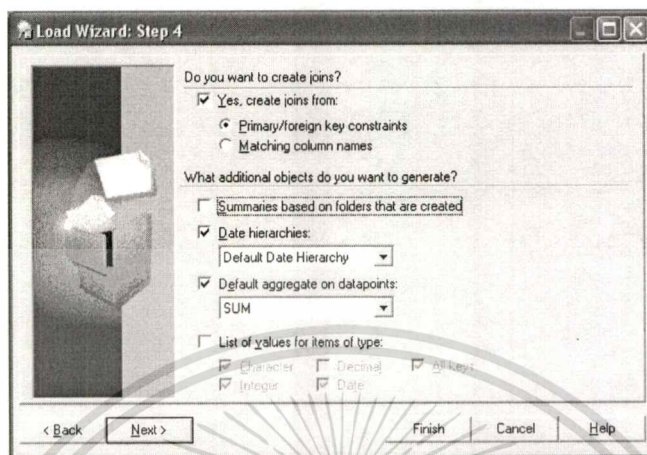 Load Wizard: Step 4
Do you want to create joins?
Yes, create joins from:
Primary/foreign key constraints
Matching column names
What additional objects do you want to generate?
Summaries based on folders that are created
Date hierarchies:
Default Date Hierarchy
Default aggregate on datapoints:
SUM
List of values for items of type:
Character Decimal All keys
Integer Date
< Back Next > Finish Cancel Help